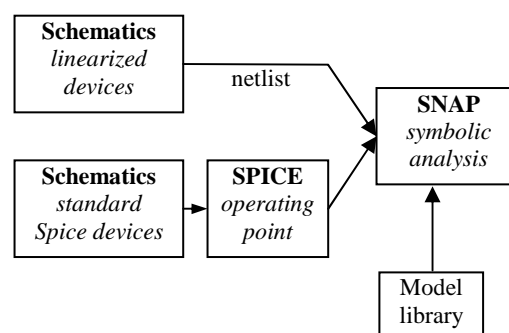 Schematics
linearized
devices
netlist
SNAP
symbolic
analysis
Schematics
standard
Spice devices
SPICE
operating
point
Model
library